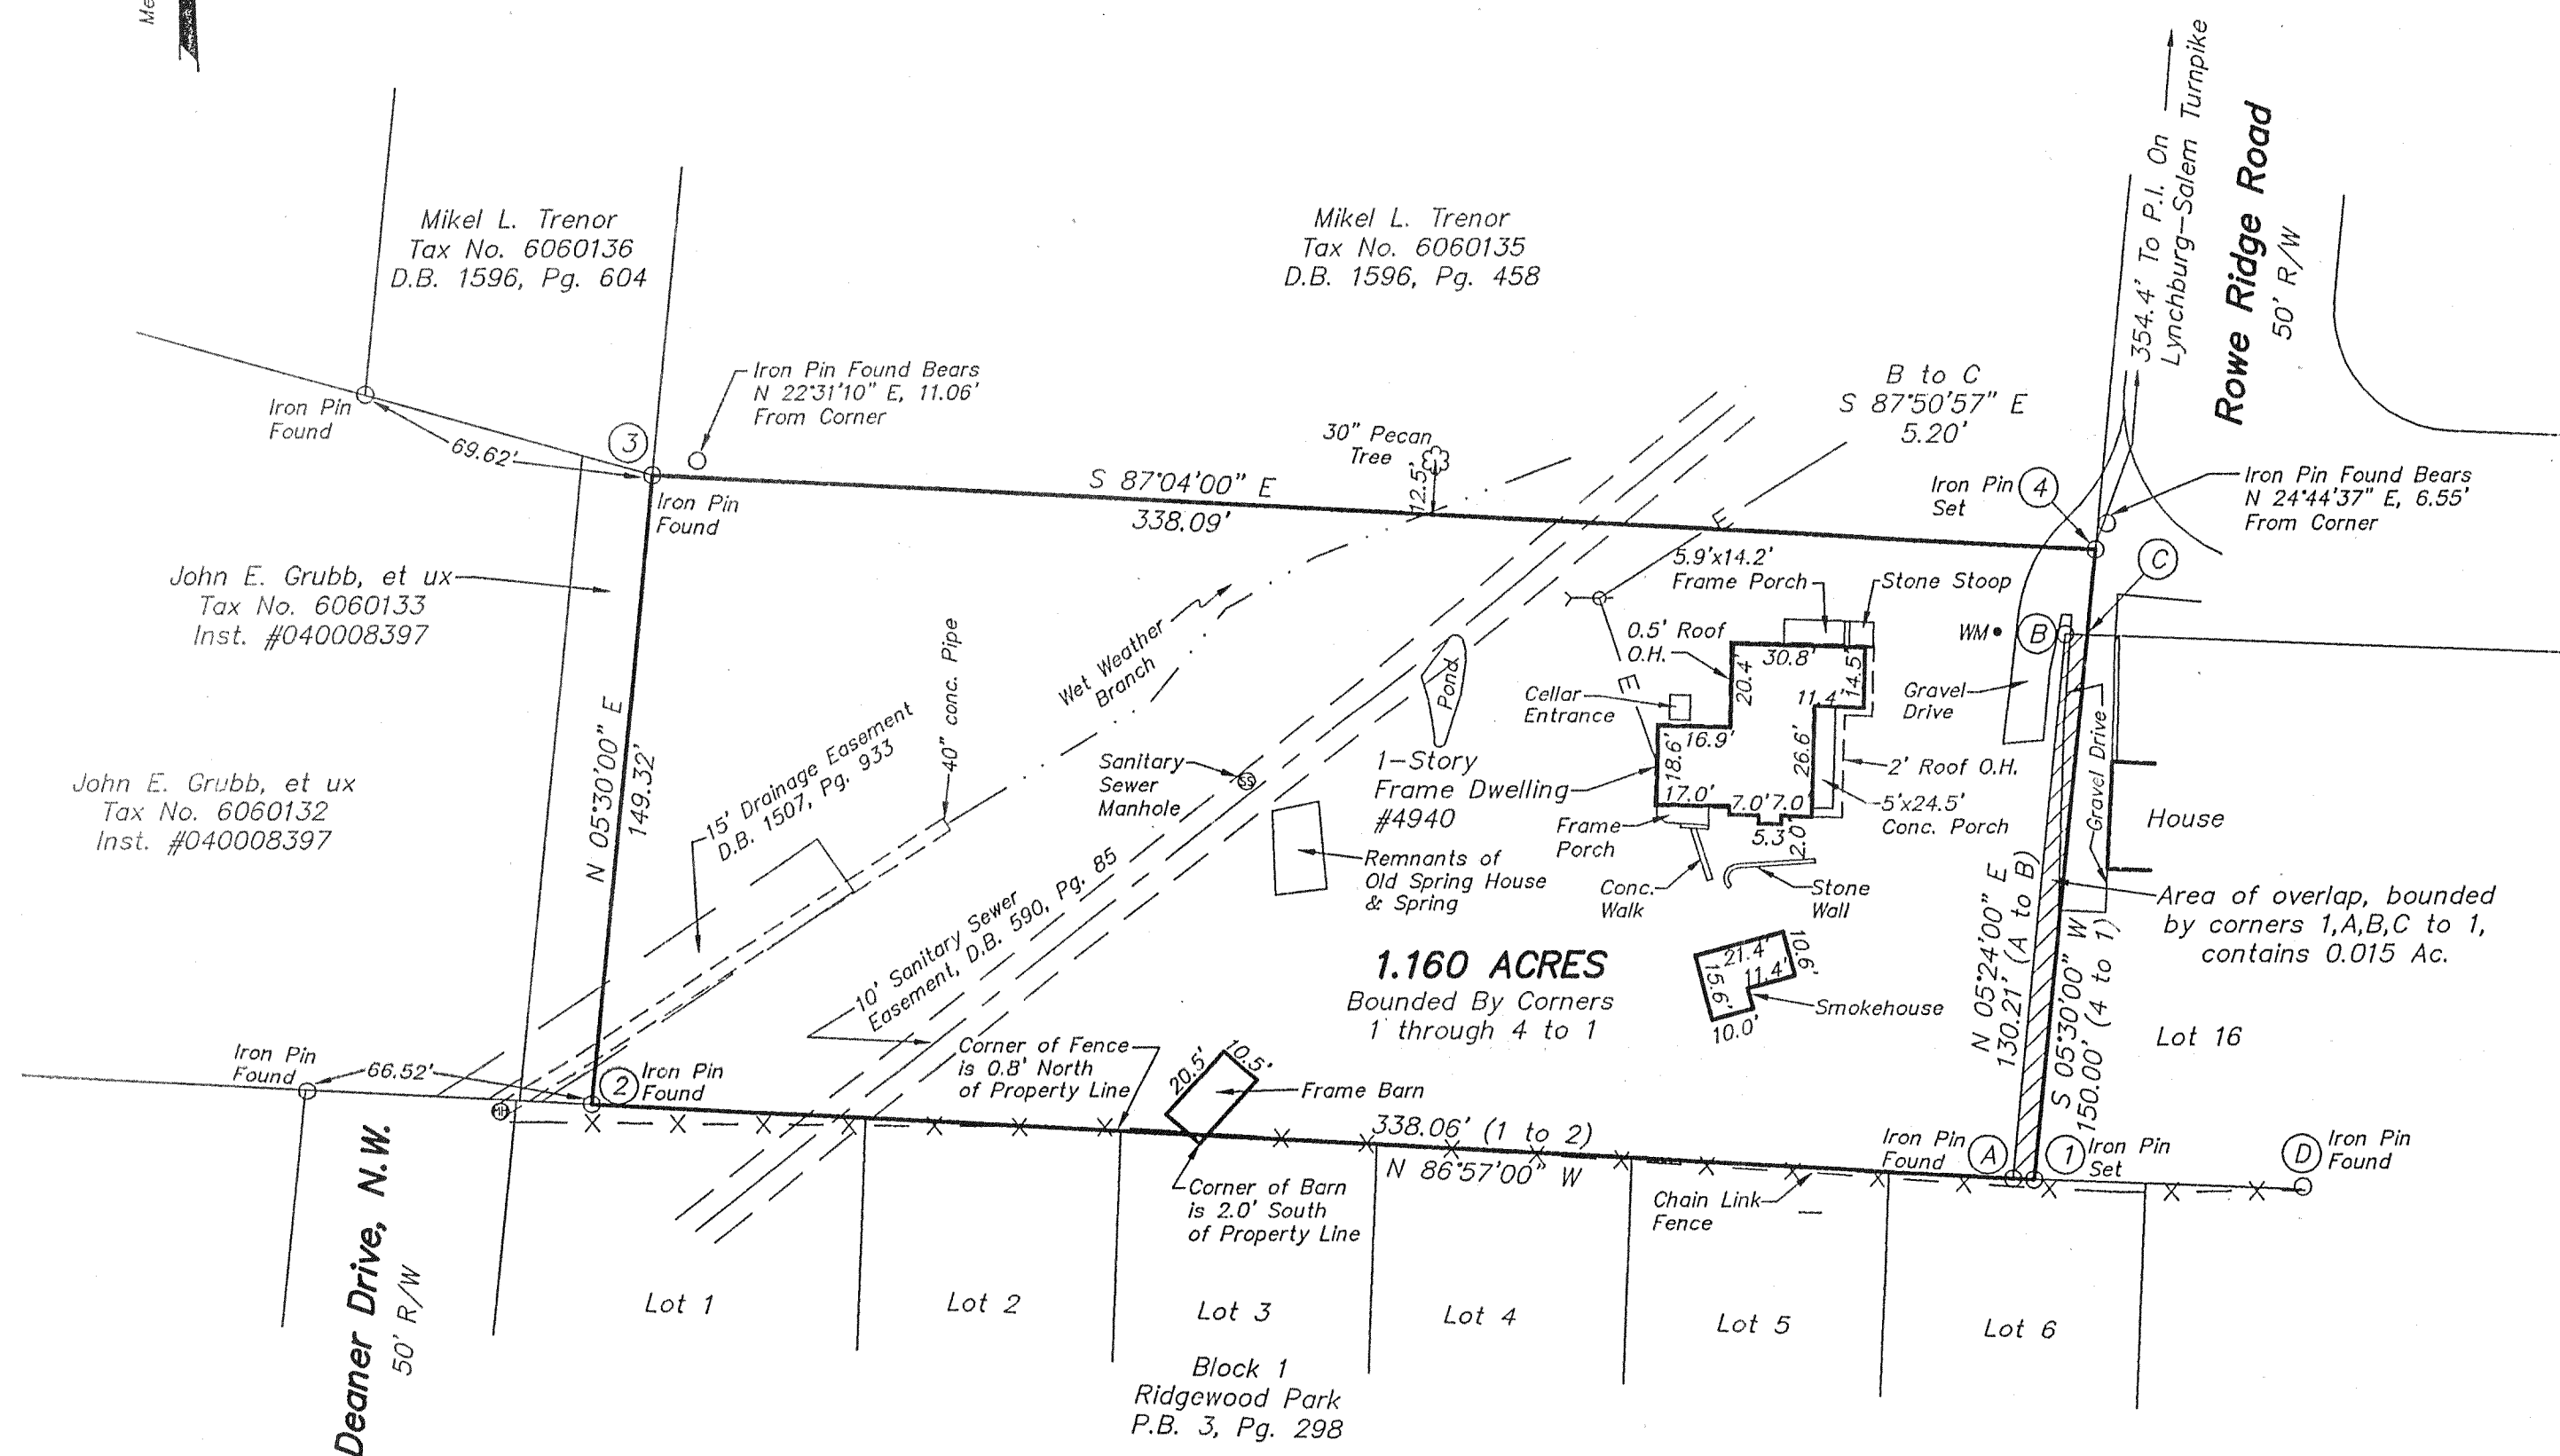 Me
Mikel L. Trenor
Tax No. 6060136
D.B. 1596, Pg. 604
Mikel L. Trenor
Tax No. 6060135
D.B. 1596, Pg. 458
354.4' To P.I. On
Lynchburg-Salem Turnpike
Rowe Ridge Road
50' R/W
Iron Pin
Found
69.62'
3
Iron Pin Found Bears
N 22°31'10" E, 11.06'
From Corner
Iron Pin
Found
S 87°04'00" E
338.09'
30" Pecan
Tree
12.5'
B to C
S 87°50'57" E
5.20'
E
Iron Pin
Set
4
Iron Pin Found Bears
N 24°44'37" E, 6.55'
From Corner
C
John E. Grubb, et ux
Tax No. 6060133
Inst. #040008397
John E. Grubb, et ux
Tax No. 6060132
Inst. #040008397
N 05°30'00" E
149.32'
15' Drainage Easement
D.B. 1507, Pg. 933
40" conc. Pipe
Wet Weather
Branch
Sanitary
Sewer
Manhole
SS
Pond
5.9'x14.2'
Frame Porch
Stone Stoop
0.5' Roof
O.H.
30.8'
20.4'
14.5'
11.4'
E
Cellar
Entrance
16.9'
18.6'
26.6'
17.0'
7.0'
7.0'
5.3'
2.0'
1-Story
Frame Dwelling
#4940
Frame
Porch
2' Roof O.H.
5'x24.5'
Conc. Porch
WM
B
Gravel
Drive
Gravel Drive
House
Remnants of
Old Spring House
& Spring
Conc.
Walk
Stone
Wall
10' Sanitary Sewer
Easement, D.B. 590, Pg. 85
1.160 ACRES
Bounded By Corners
1 through 4 to 1
21.4'
10.6'
11.4'
15.6'
10.0'
Smokehouse
N 05°24'00" E
130.21' (A to B)
S 05°30'00" W
150.00' (4 to 1)
Area of overlap, bounded
by corners 1,A,B,C to 1,
contains 0.015 Ac.
Lot 16
Iron Pin
Found
66.52'
MH
2
Iron Pin
Found
Corner of Fence
is 0.8' North
of Property Line
20.5'
10.5'
Frame Barn
Corner of Barn
is 2.0' South
of Property Line
338.06' (1 to 2)
N 86°57'00" W
Chain Link
Fence
Iron Pin
Found
A
1
Iron Pin
Set
D
Iron Pin
Found
Deaner Drive, N.W.
50' R/W
Lot 1
Lot 2
Lot 3
Lot 4
Lot 5
Lot 6
Block 1
Ridgewood Park
P.B. 3, Pg. 298